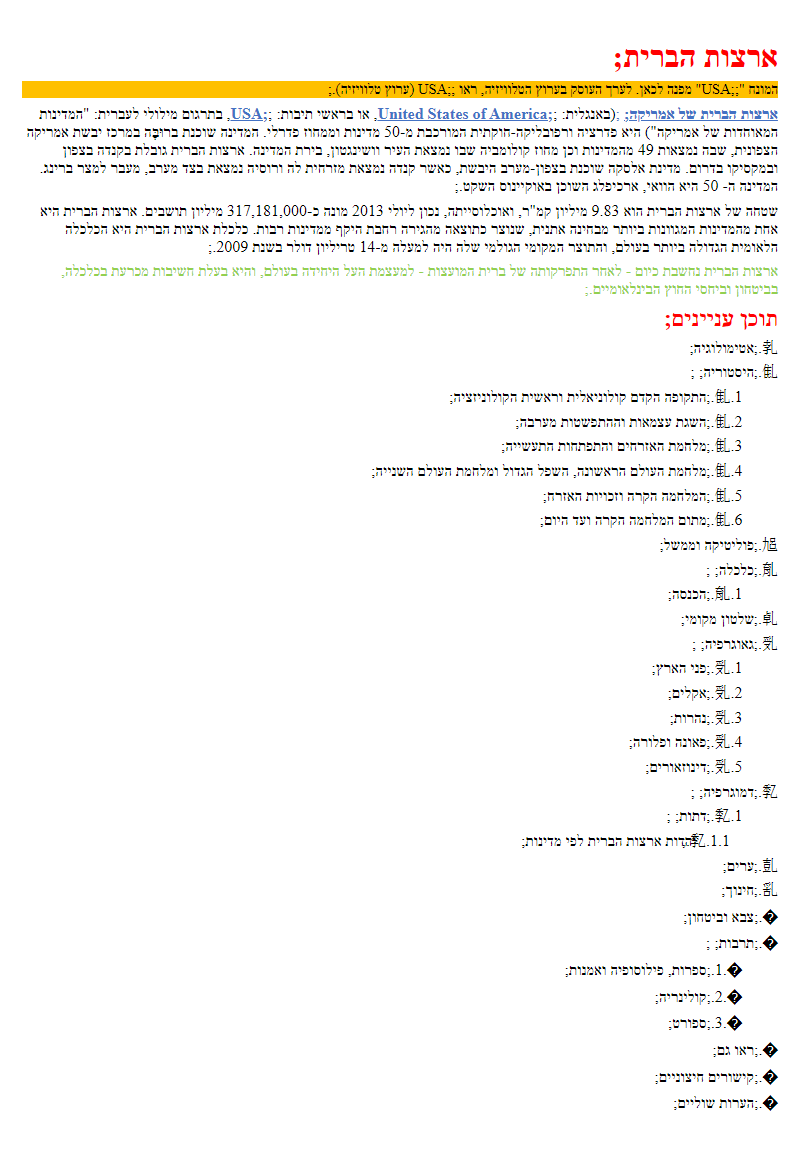 ארצות הברית;
המונח ";;USA" מפנה לכאן. לערך העוסק בערוץ הטלוויזיה, ראו ;;USA (ערוץ טלוויזיה).;
ארצות הברית של אמריקה; ;(באנגלית: ;;United States of America, או בראשי תיבות: ;;USA, בתרגום מילולי לעברית: "המדינות
המאוחדות של אמריקה") היא פדרציה ורפובליקה-חוקתית המורכבת מ-50 מדינות וממחוז פדרלי. המדינה שוכנת ברוּבָּהּ במרכז יבשת אמריקה
הצפונית, שבה נמצאות 49 מהמדינות וכן מחוז קולומביה שבו נמצאת העיר וושינגטון, בירת המדינה. ארצות הברית גובלת בקנדה בצפון
ובמקסיקו בדרום. מדינת אלסקה שוכנת בצפון-מערב היבשת, כאשר קנדה נמצאת מזרחית לה ורוסיה נמצאת בצד מערב, מעבר למצר ברינג.
המדינה ה- 50 היא הוואי, ארכיפלג השוכן באוקיינוס השקט.;
שטחה של ארצות הברית הוא 9.83 מיליון קמ"ר, ואוכלוסייתה, נכון ליולי 2013 מונה כ-317,181,000 מיליון תושבים. ארצות הברית היא
אחת מהמדינות המגוונות ביותר מבחינה אתנית, שנוצר כתוצאה מהגירה רחבת היקף ממדינות רבות. כלכלת ארצות הברית היא הכלכלה
הלאומית הגדולה ביותר בעולם, והתוצר המקומי הגולמי שלה היה למעלה מ-14 טריליון דולר בשנת 2009.;
ארצות הברית נחשבת כיום - לאחר התפרקותה של ברית המועצות - למעצמת העל היחידה בעולם, והיא בעלת חשיבות מכרעת בכלכלה,
בביטחון וביחסי החוץ הבינלאומיים.;
תוכן עניינים;
.;אטימולוגיה;
.;היסטוריה; ;
1.;התקופה הקדם קולוניאלית וראשית הקולוניזציה;
2.;השגת עצמאות וההתפשטות מערבה;
3.;מלחמת האזרחים והתפתחות התעשייה;
4.;מלחמת העולם הראשונה, השפל הגדול ומלחמת העולם השנייה;
5.;המלחמה הקרה וזכויות האזרח;
6.;מתום המלחמה הקרה ועד היום;
.;פוליטיקה וממשל;
.;כלכלה; ;
1.;הכנסה;
.;שלטון מקומי;
.;גאוגרפיה; ;
1.;פני הארץ;
2.;אקלים;
3.;נהרות;
4.;פאונה ופלורה;
5.;דינוזאורים;
.;דמוגרפיה; ;
1.;דתות; ;
1.1. ארצות הברית לפי מדינות;
.;ערים;
.;חינוך;
�.;צבא וביטחון;
�.;תרבות; ;
�.1.;ספרות, פילוסופיה ואמנות;
�.2.;קולינריה;
�.3.;ספורט;
�.;ראו גם;
�.;קישורים חיצוניים;
�.;הערות שוליים;